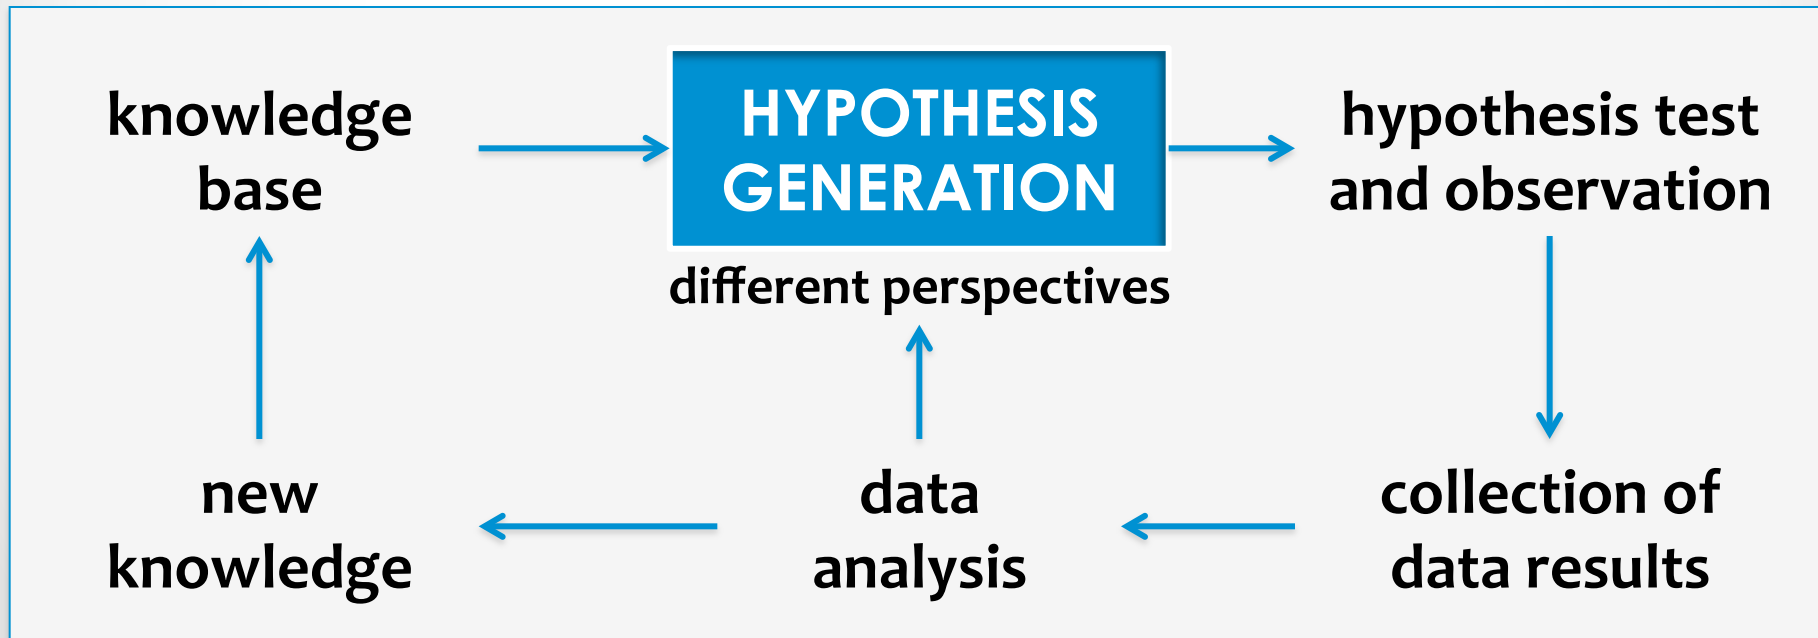 knowledge
base
HYPOTHESIS
GENERATION
different perspectives
hypothesis test
and observation
new
knowledge
data
analysis
collection of
data results